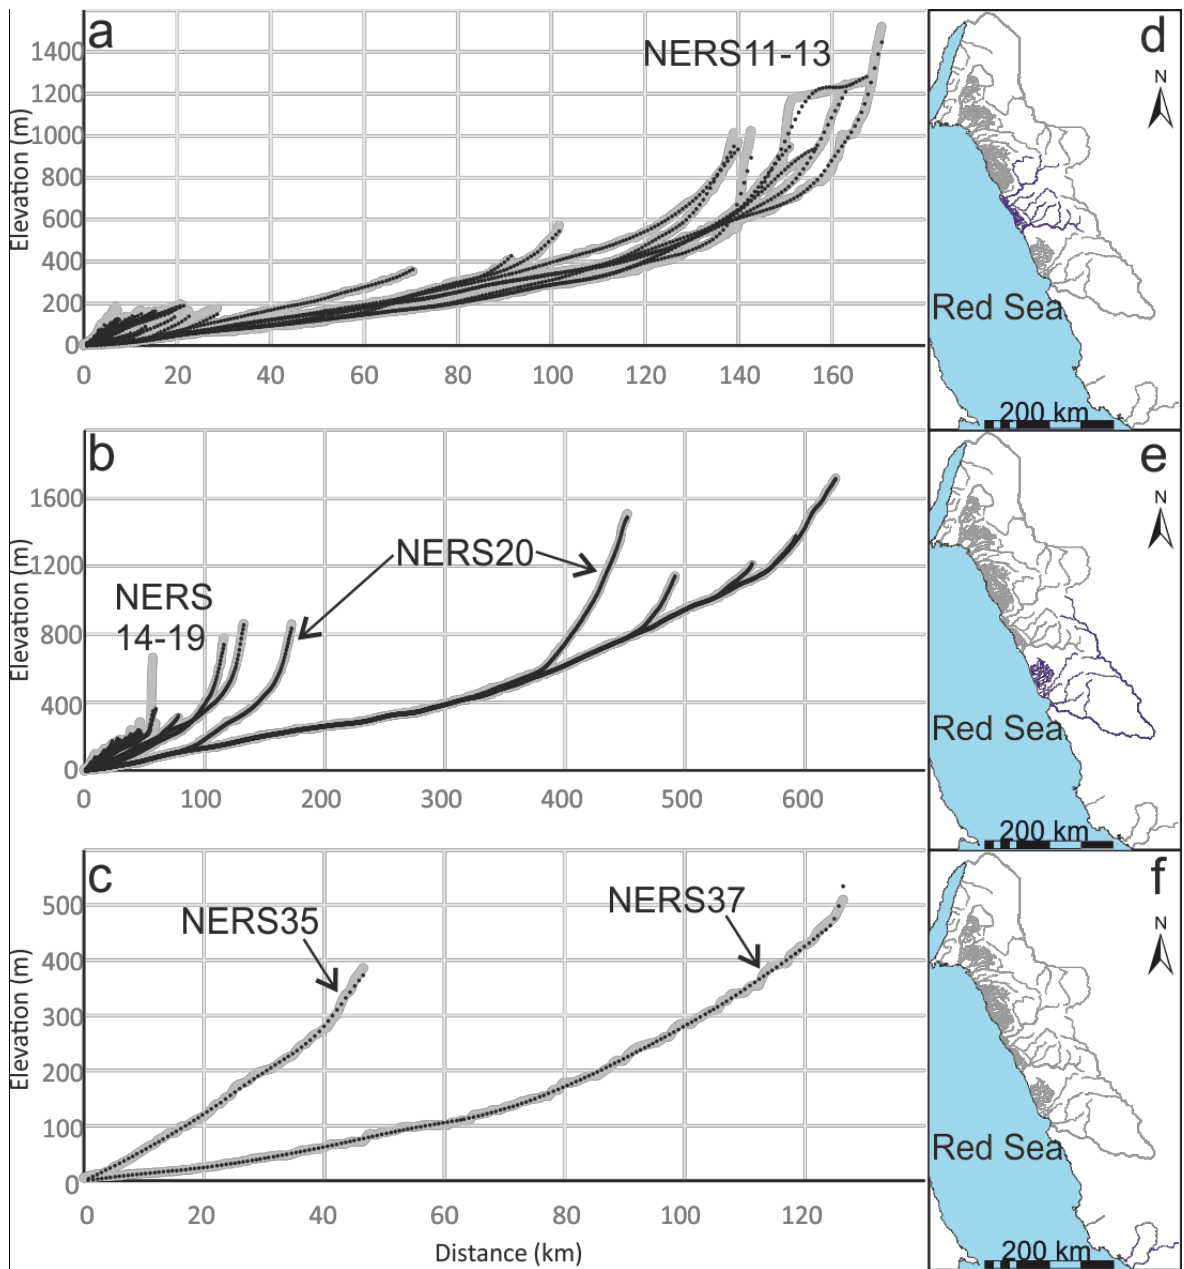 a
NERS11-13
Elevation (m)
1400
1200
1000
800
600
400
200
0
0 20 40 60 80 100 120 140 160
d
N
Red Sea
200 km
b
NERS20
NERS
14-19
Elevation (m)
1600
1200
800
400
0
0 100 200 300 400 500 600
e
N
Red Sea
200 km
c
NERS35
NERS37
Elevation (m)
500
400
300
200
100
0
0 20 40 60 80 100 120
Distance (km)
f
N
Red Sea
200 km